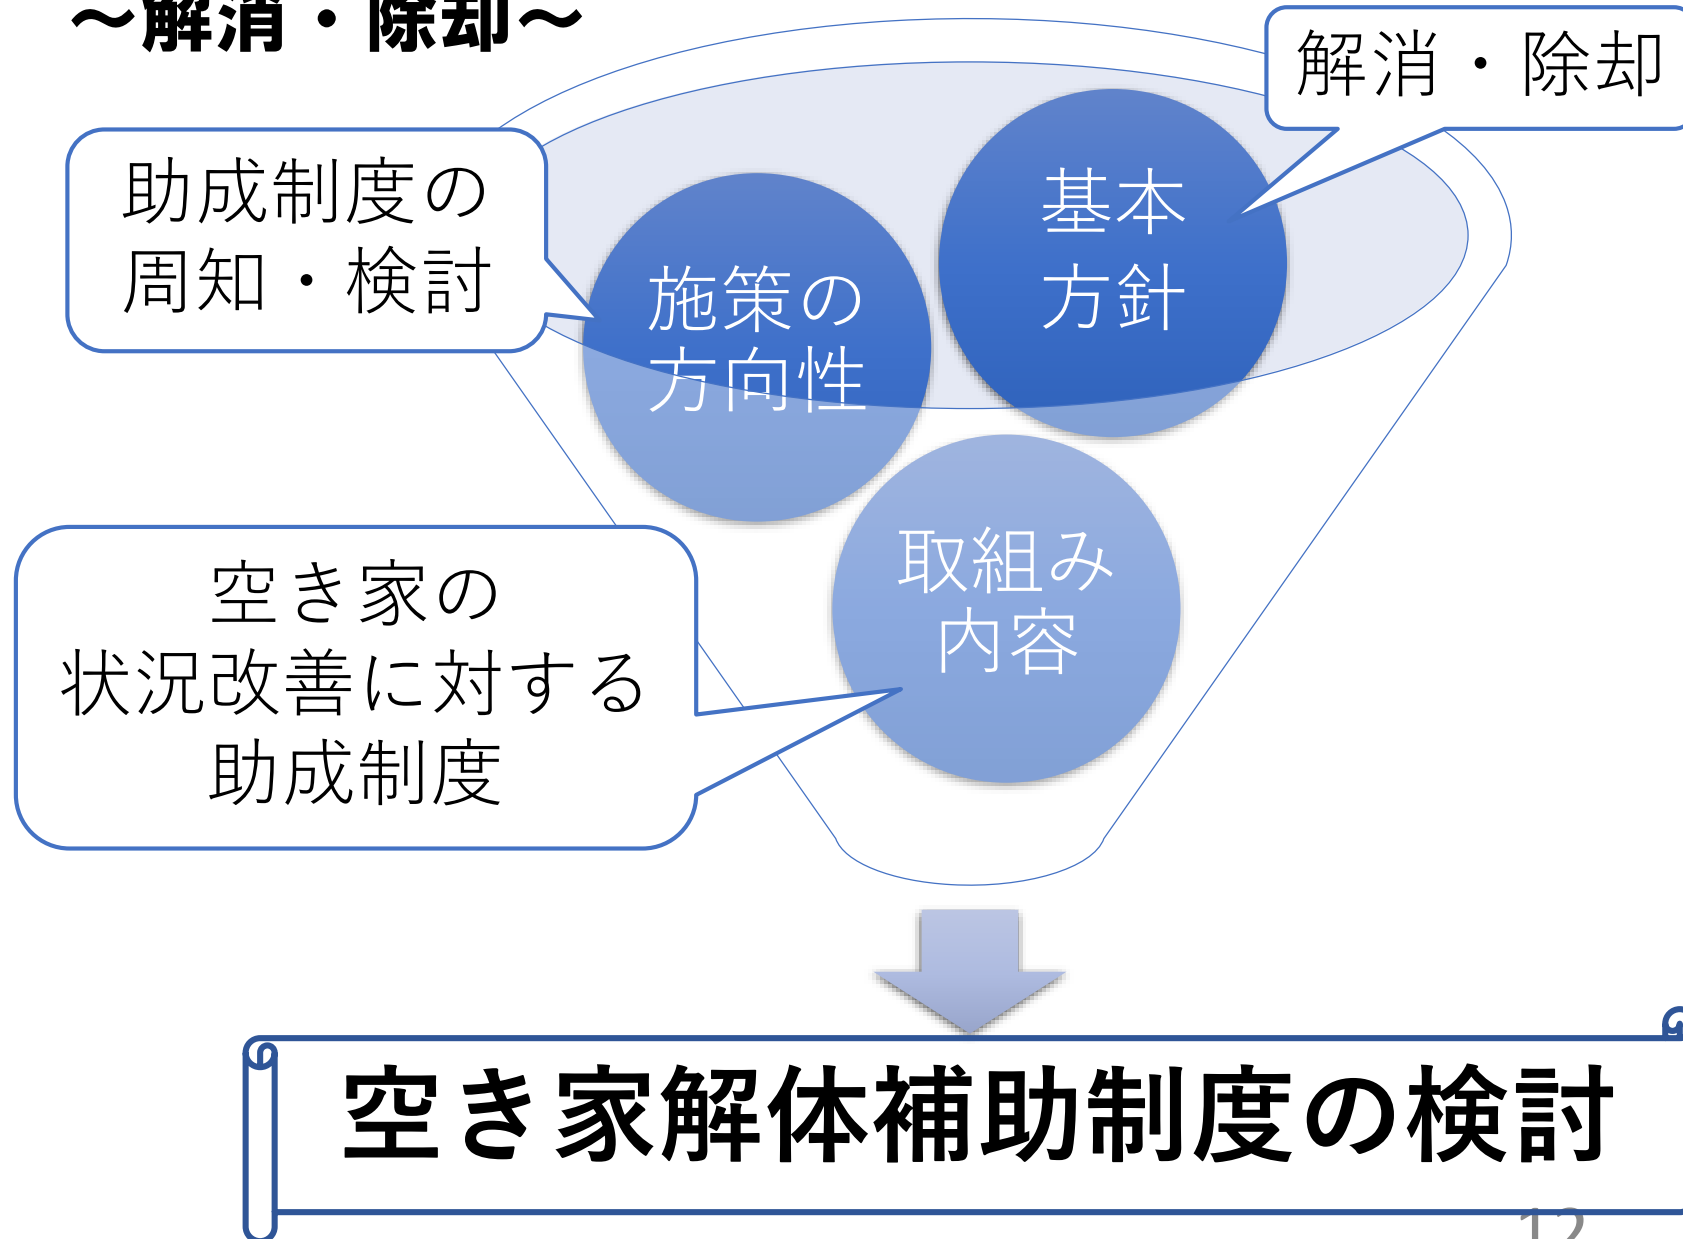 ～解消・除却～
解消・除却
助成制度の
周知・検討
基本
方針
施策の
方向性
空き家の
状況改善に対する
助成制度
取組み
内容
空き家解体補助制度の検討
12